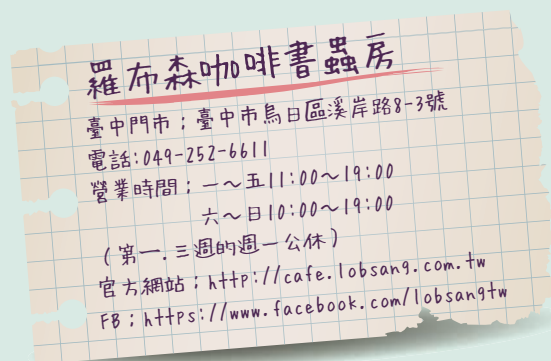 羅布森咖啡書蟲房
臺中門市；臺中市烏日區溪岸路8-3號
電話:049-252-6611
營業時間；一～五11:00～19:00
六～日10:00～19:00
（第一.三週的週一公休）
官方網站；http://cafe.lobsang.com.tw
FB；https://www.facebook.com/lobsangtw